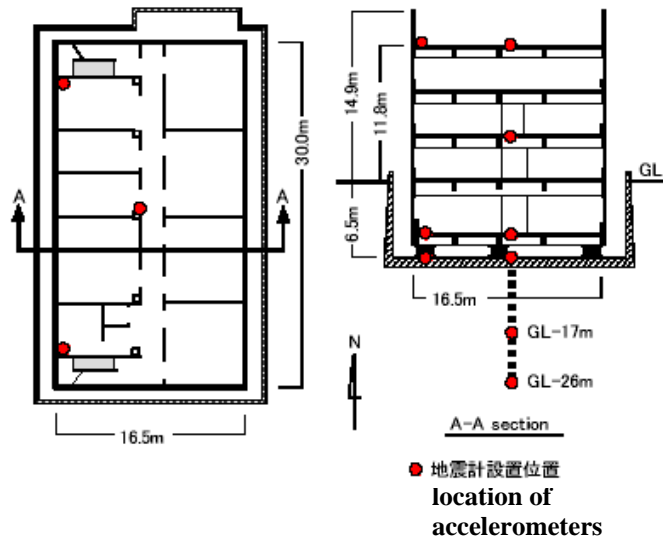 A
A
30.0m
16.5m
14.9m
11.8m
6.5m
GL
16.5m
GL-17m
GL-26m
N
A-A section
地震計設置位置
location of
accelerometers